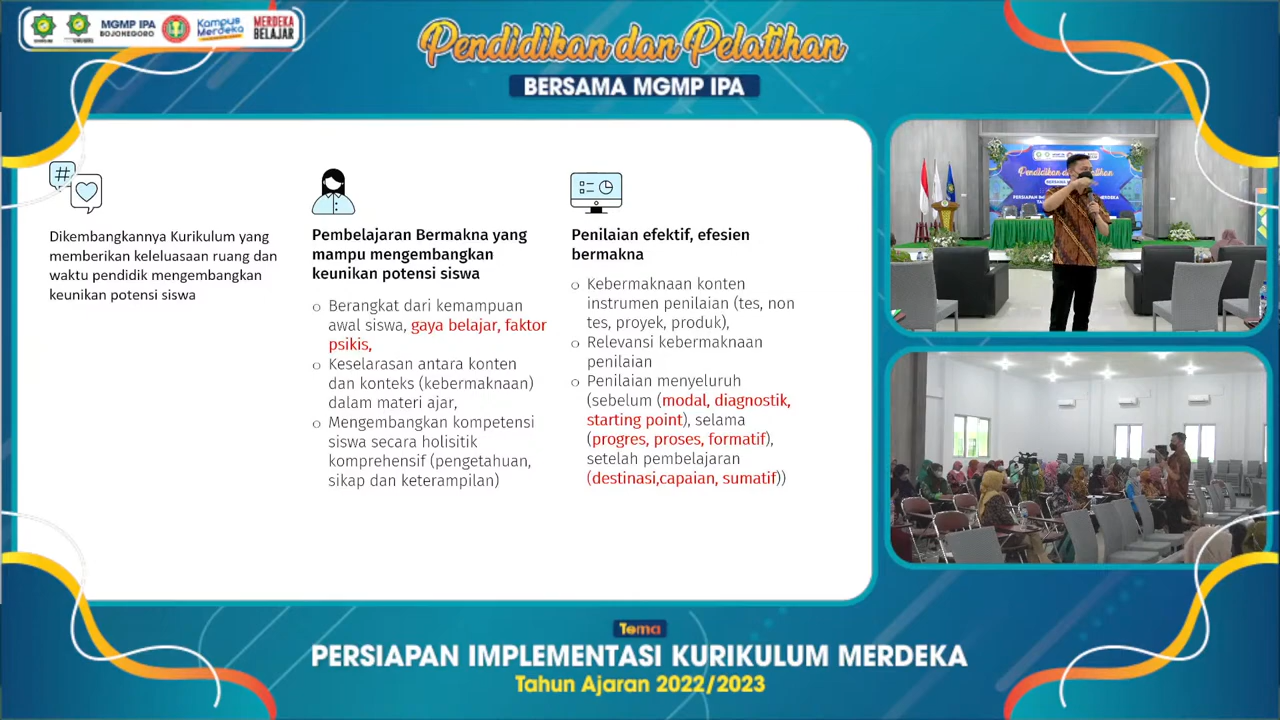 MGMP IPA
BOJONEGORO
Kampus
Merdeka
MERDEKA
BELAJAR
Pendidikan dan Pelatihan
BERSAMA MGMP IPA
#
Dikembangkannya Kurikulum yang
memberikan keleluasaan ruang dan
waktu pendidik mengembangkan
keunikan potensi siswa
Pembelajaran Bermakna yang
mampu mengembangkan
keunikan potensi siswa
○ Berangkat dari kemampuan
awal siswa, gaya belajar, faktor
psikis,
○ Keselarasan antara konten
dan konteks (kebermaknaan)
dalam materi ajar,
○ Mengembangkan kompetensi
siswa secara holisitik
komprehensif (pengetahuan,
sikap dan keterampilan)
Penilaian efektif, efesien
bermakna
○ Kebermaknaan konten
instrumen penilaian (tes, non
tes, proyek, produk),
○ Relevansi kebermaknaan
penilaian
○ Penilaian menyeluruh
(sebelum (modal, diagnostik,
starting point), selama
(progres, proses, formatif),
setelah pembelajaran
(destinasi,capaian, sumatif))
Pendidikan dan
Tema
PERSIAPAN IMPLEMENTASI KURIKULUM MERDEKA
Tahun Ajaran 2022/2023